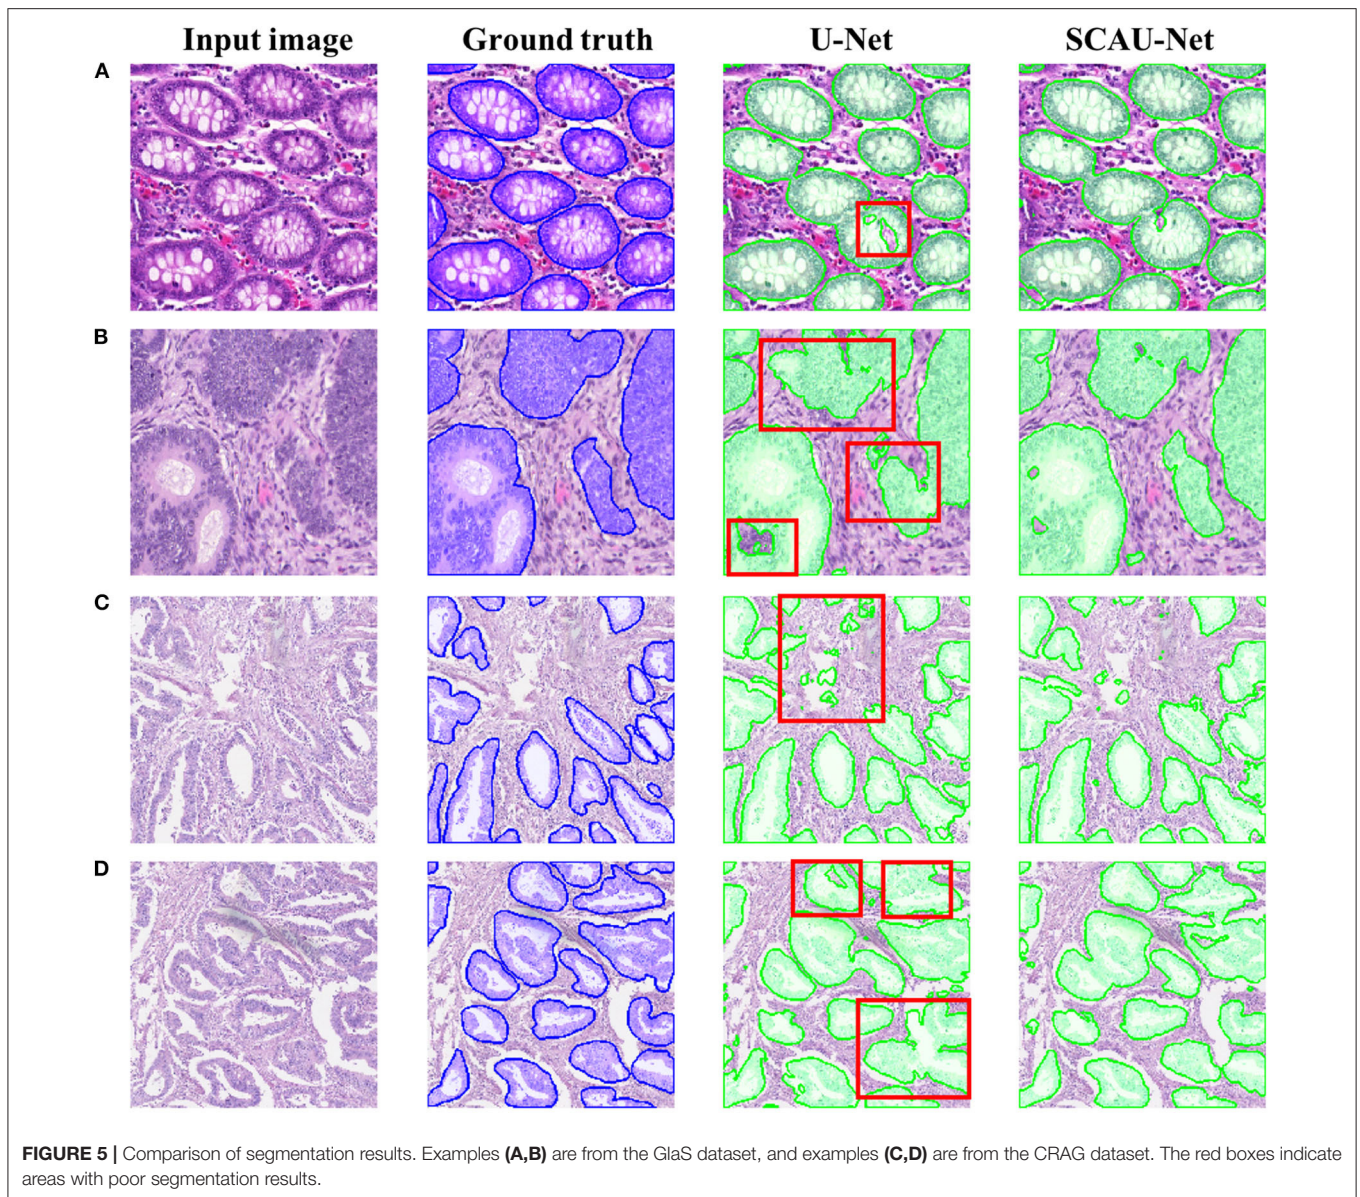 Input image Ground truth U-Net SCAU-Net
A
B
C
D
FIGURE 5 | Comparison of segmentation results. Examples (A,B) are from the GlaS dataset, and examples (C,D) are from the CRAG dataset. The red boxes indicate
areas with poor segmentation results.